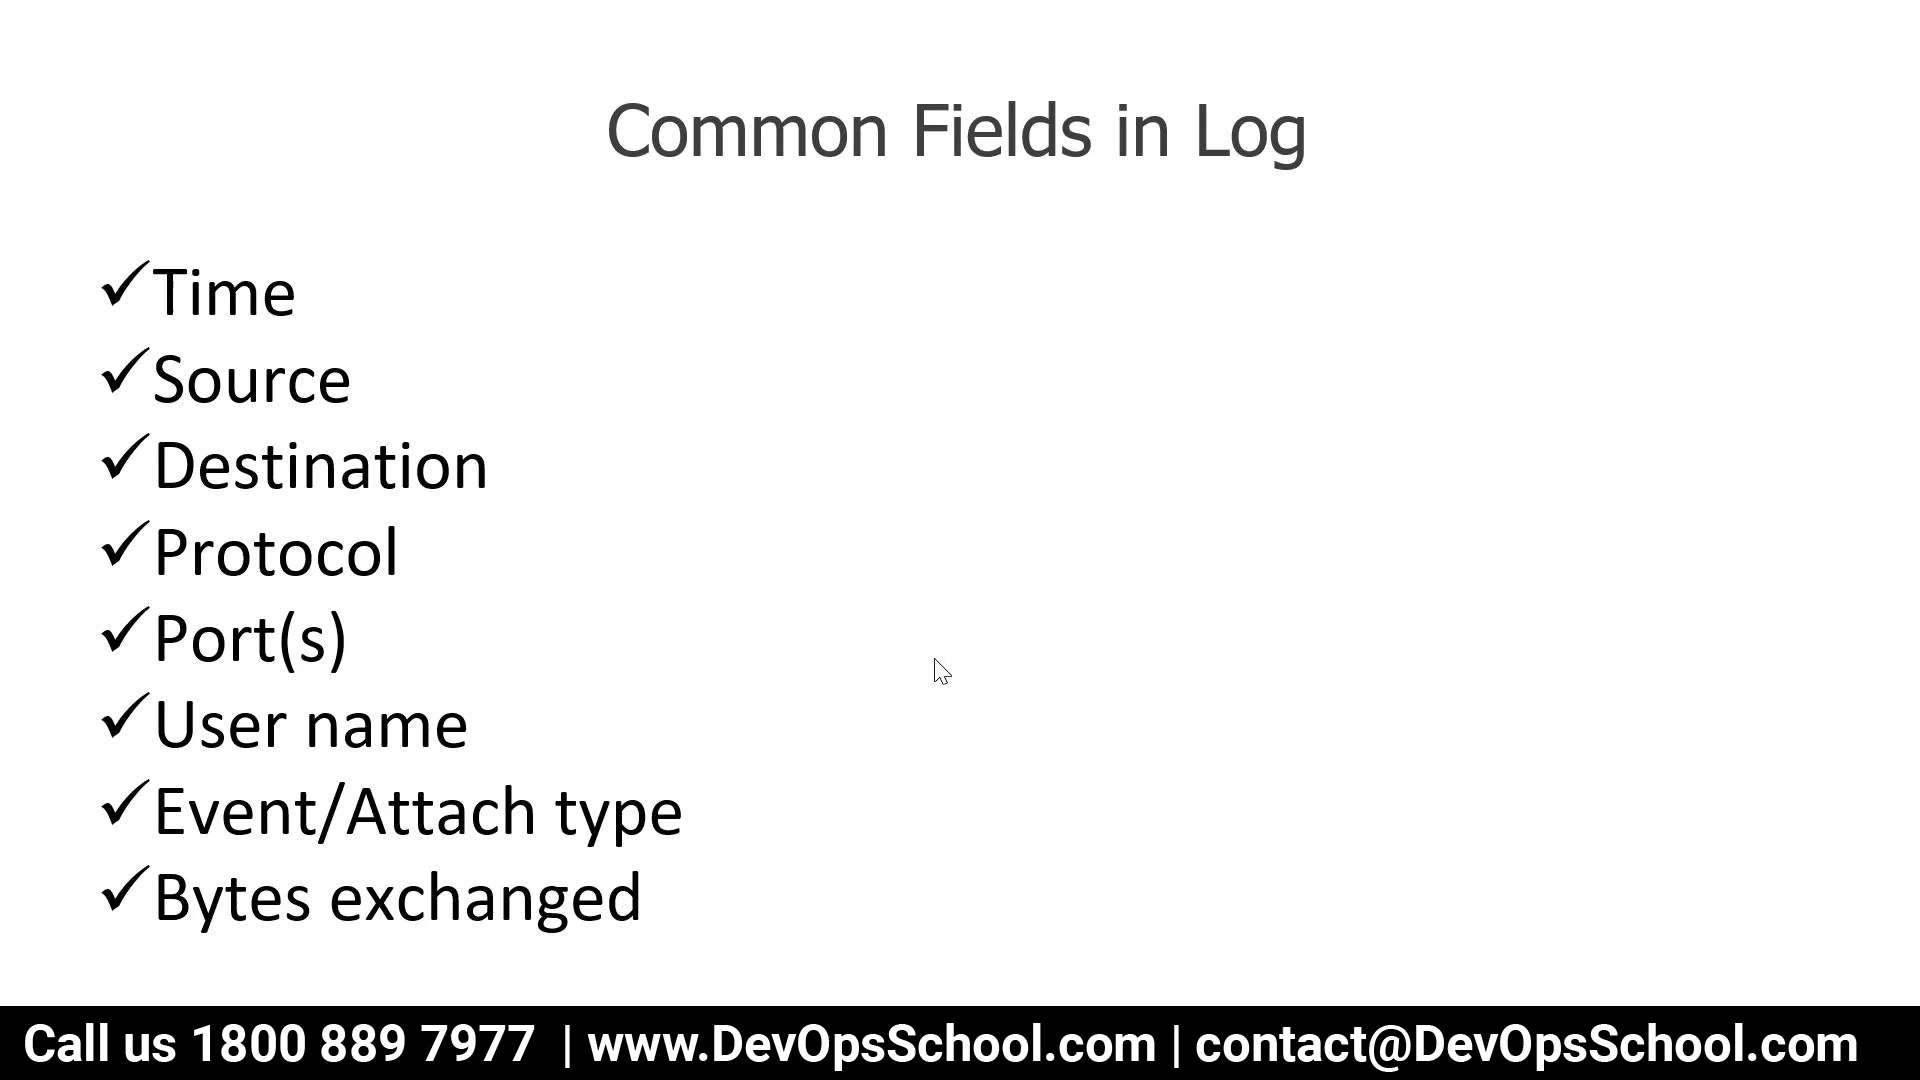 Common Fields in Log
✓Time
✓Source
✓Destination
✓Protocol
✓Port(s)
✓User name
✓Event/Attach type
✓Bytes exchanged
Call us 1800 889 7977 | www.DevOpsSchool.com | contact@DevOpsSchool.com